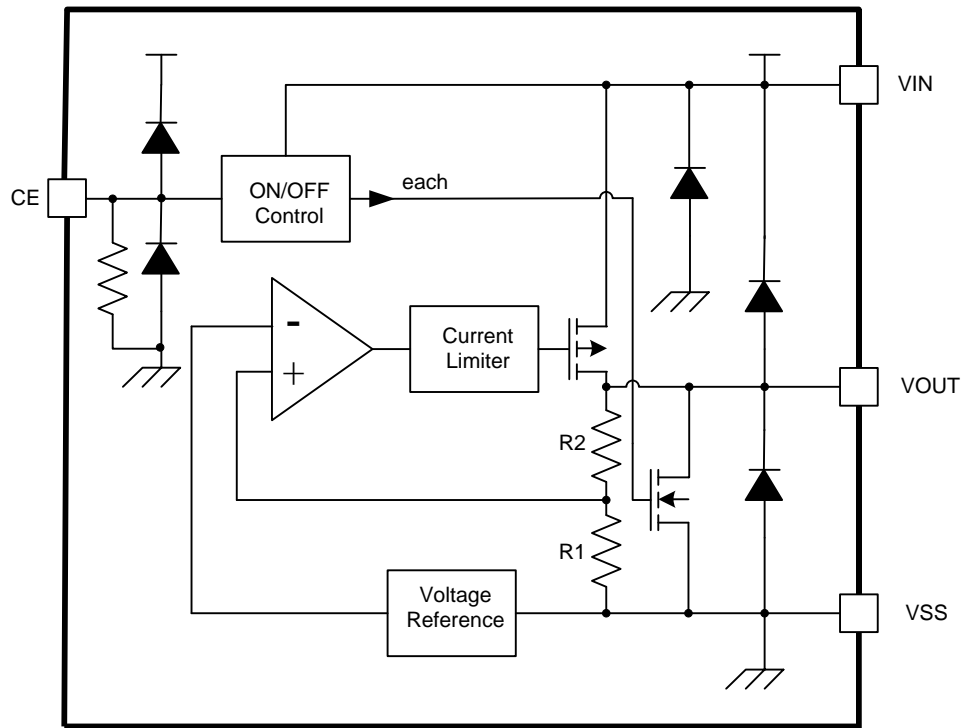 VIN
CE
ON/OFF
Control
each
-
+
Current
Limiter
VOUT
R2
R1
Voltage
Reference
VSS